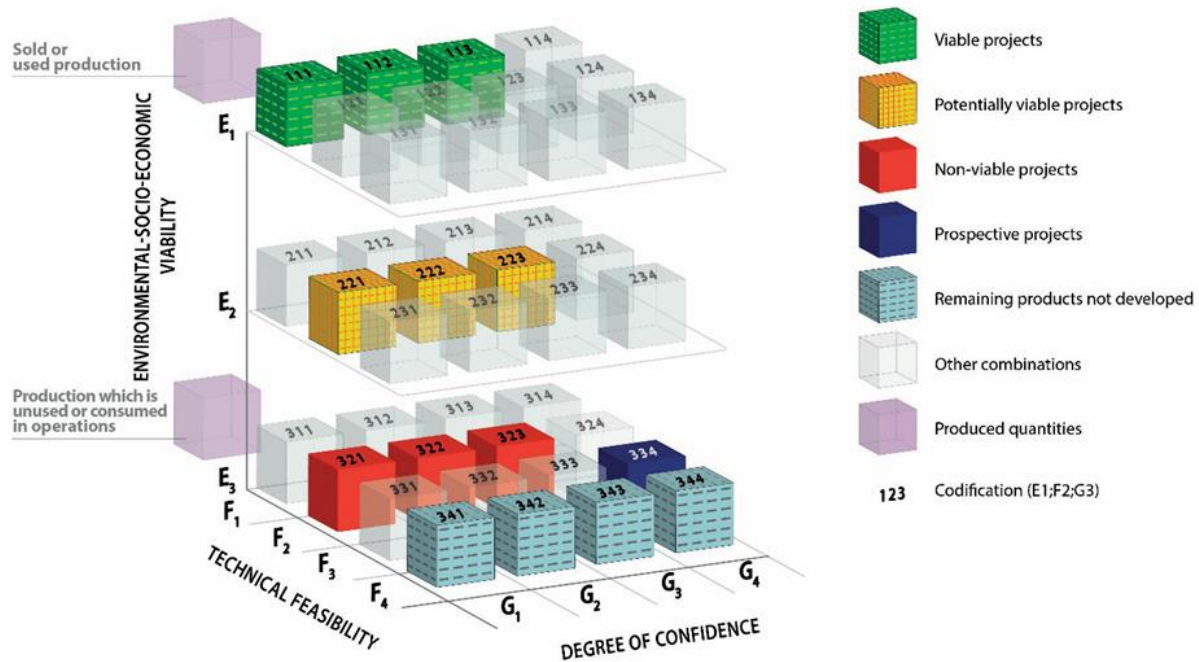 Sold or
used production
ENVIRONMENTAL-SOCIO-ECONOMIC
VIABILITY
E1
111
112
113
114
121
122
123
124
131
132
133
134
E2
211
212
213
214
221
222
223
224
231
232
233
234
Production which is
unused or consumed
in operations
E3
311
312
313
314
321
322
323
324
331
332
333
334
341
342
343
344
F1
F2
F3
F4
TECHNICAL FEASIBILITY
G1
G2
G3
G4
DEGREE OF CONFIDENCE
Viable projects
Potentially viable projects
Non-viable projects
Prospective projects
Remaining products not developed
Other combinations
Produced quantities
123 Codification (E1;F2;G3)